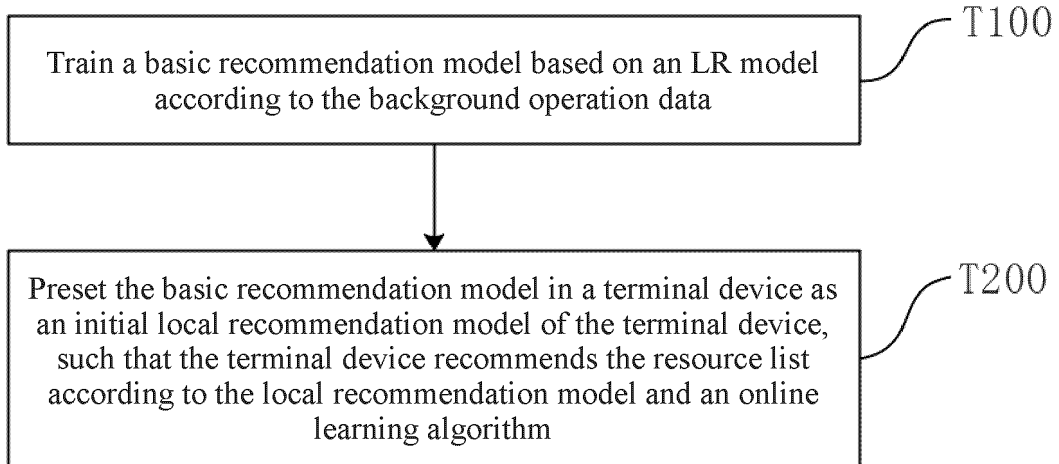 T100
Train a basic recommendation model based on an LR model
according to the background operation data
T200
Preset the basic recommendation model in a terminal device as
an initial local recommendation model of the terminal device,
such that the terminal device recommends the resource list
according to the local recommendation model and an online
learning algorithm